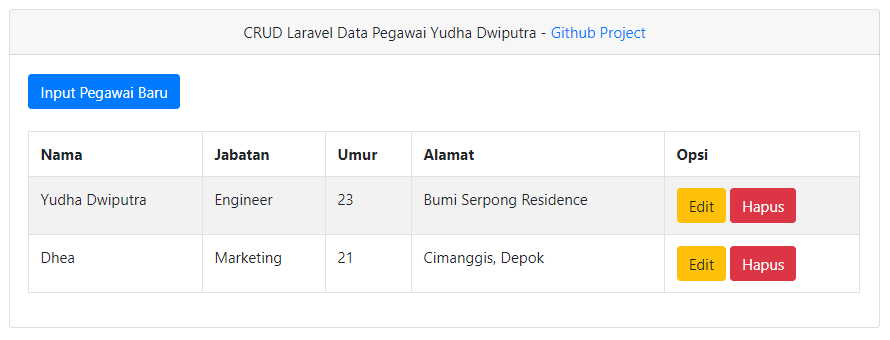 CRUD Laravel Data Pegawai Yudha Dwiputra - Github Project
Input Pegawai Baru
Nama Jabatan Umur Alamat Opsi
Yudha Dwiputra Engineer 23 Bumi Serpong Residence Edit Hapus
Dhea Marketing 21 Cimanggis, Depok Edit Hapus